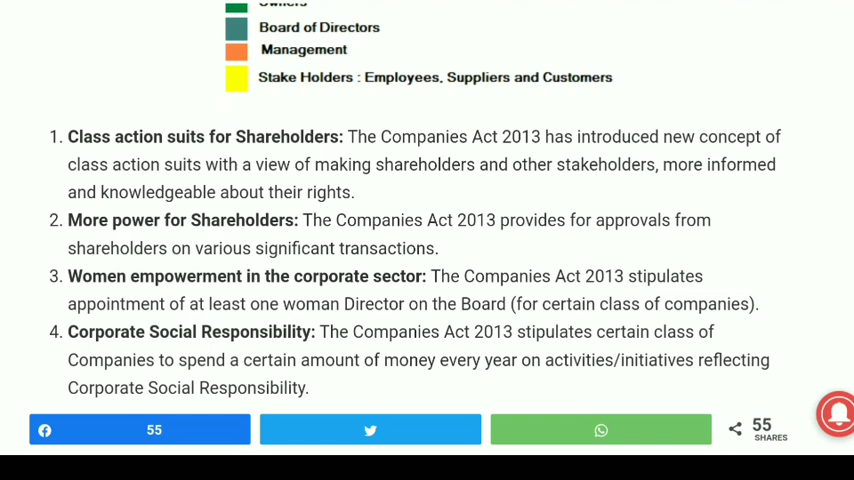 Owners
Board of Directors
Management
Stake Holders : Employees, Suppliers and Customers
1. Class action suits for Shareholders: The Companies Act 2013 has introduced new concept of
class action suits with a view of making shareholders and other stakeholders, more informed
and knowledgeable about their rights.
2. More power for Shareholders: The Companies Act 2013 provides for approvals from
shareholders on various significant transactions.
3. Women empowerment in the corporate sector: The Companies Act 2013 stipulates
appointment of at least one woman Director on the Board (for certain class of companies).
4. Corporate Social Responsibility: The Companies Act 2013 stipulates certain class of
Companies to spend a certain amount of money every year on activities/initiatives reflecting
Corporate Social Responsibility.
55
55
SHARES